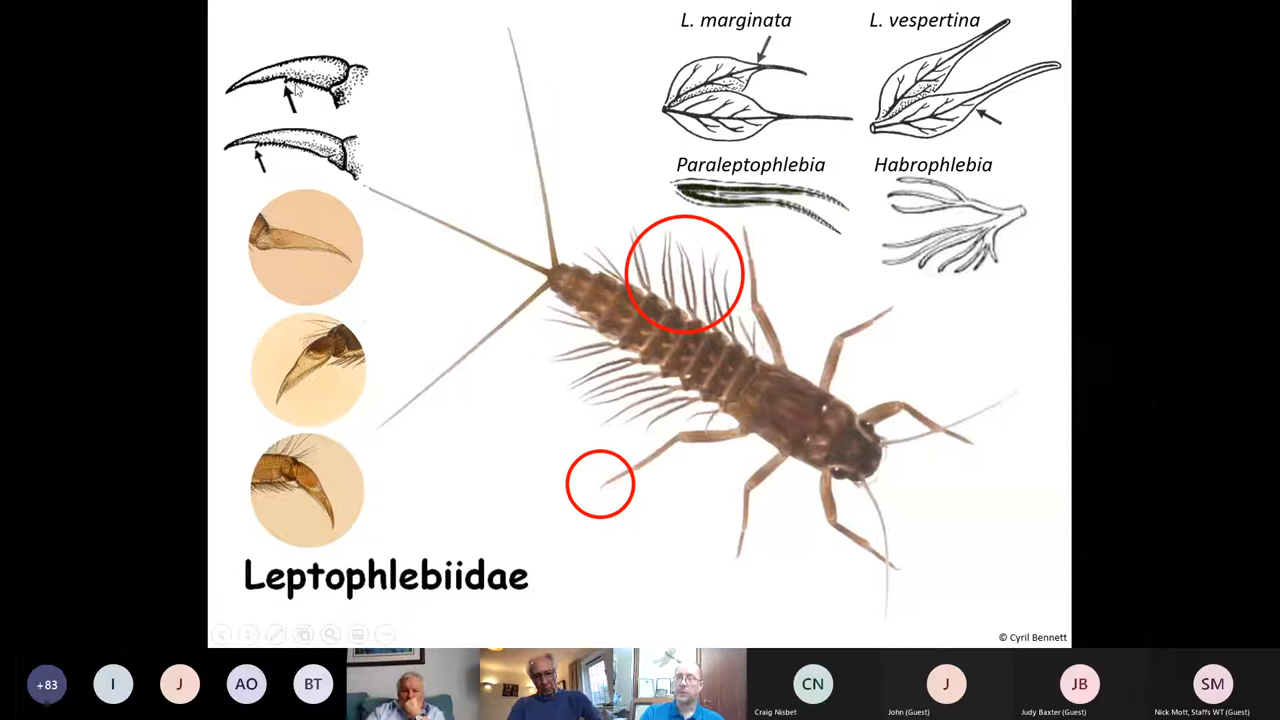 L. marginata
L. vespertina
Paraleptophlebia
Habrophlebia
Leptophlebiidae
© Cyril Bennett
+83
I
J
AO
BT
CN
J
JB
SM
Craig Nisbet
John (Guest)
Judy Baxter (Guest)
Nick Mott, Staffs WT (Guest)